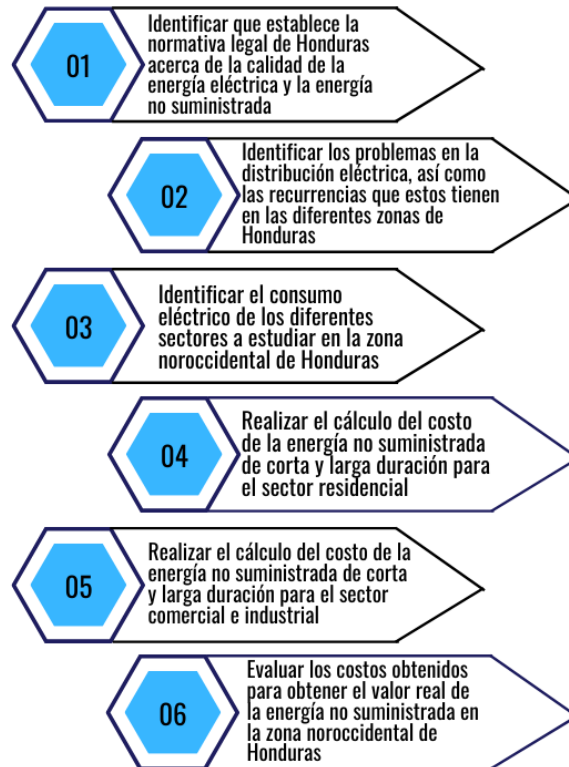 01
Identificar que establece la
normativa legal de Honduras
acerca de la calidad de la
energía eléctrica y la energía
no suministrada
02
Identificar los problemas en la
distribución eléctrica, así como
las recurrencias que estos tienen
en las diferentes zonas de
Honduras
03
Identificar el consumo
eléctrico de los diferentes
sectores a estudiar en la zona
noroccidental de Honduras
04
Realizar el cálculo del costo
de la energía no suministrada
de corta y larga duración para
el sector residencial
05
Realizar el cálculo del costo de la
energía no suministrada de corta
y larga duración para el sector
comercial e industrial
06
Evaluar los costos obtenidos
para obtener el valor real de
la energía no suministrada en
la zona noroccidental de
Honduras